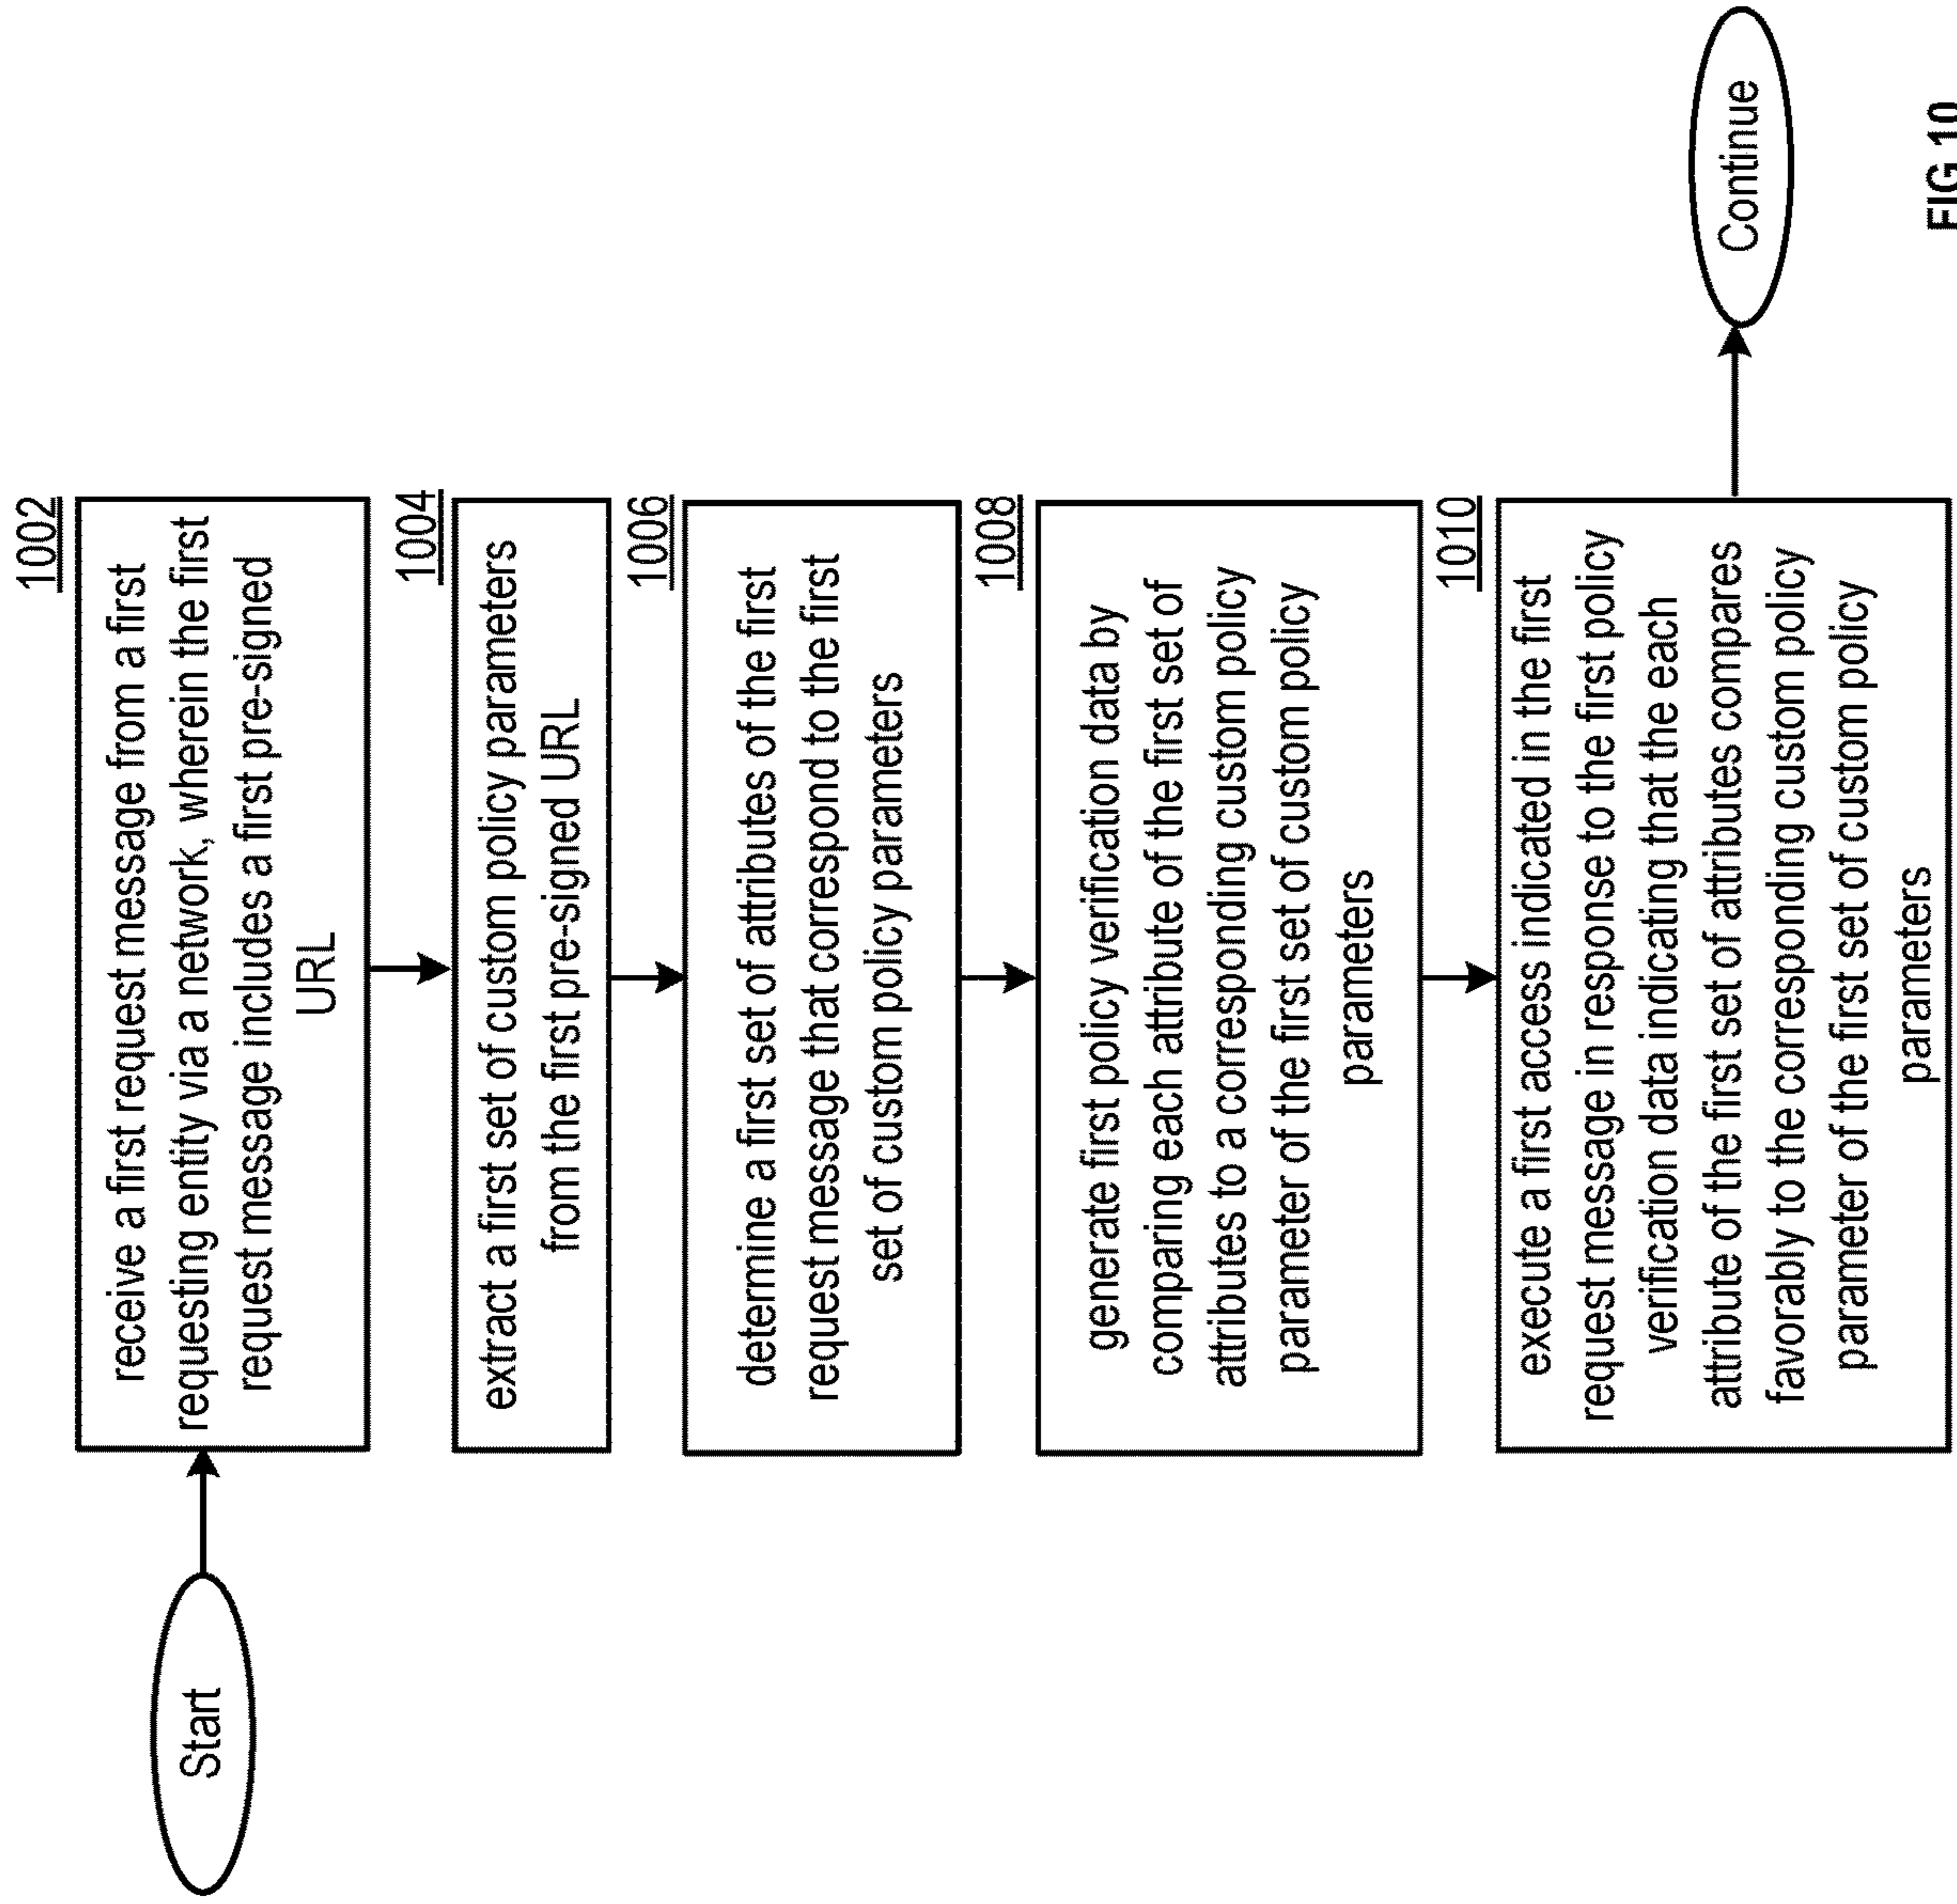 Start
1002
receive a first request message from a first
requesting entity via a network, wherein the first
request message includes a first pre-signed
URL
1004
extract a first set of custom policy parameters
from the first pre-signed URL
1006
determine a first set of attributes of the first
request message that correspond to the first
set of custom policy parameters
1008
generate first policy verification data by
comparing each attribute of the first set of
attributes to a corresponding custom policy
parameter of the first set of custom policy
parameters
1010
execute a first access indicated in the first
request message in response to the first policy
verification data indicating that the each
attribute of the first set of attributes compares
favorably to the corresponding custom policy
parameter of the first set of custom policy
parameters
Continue
FIG 10